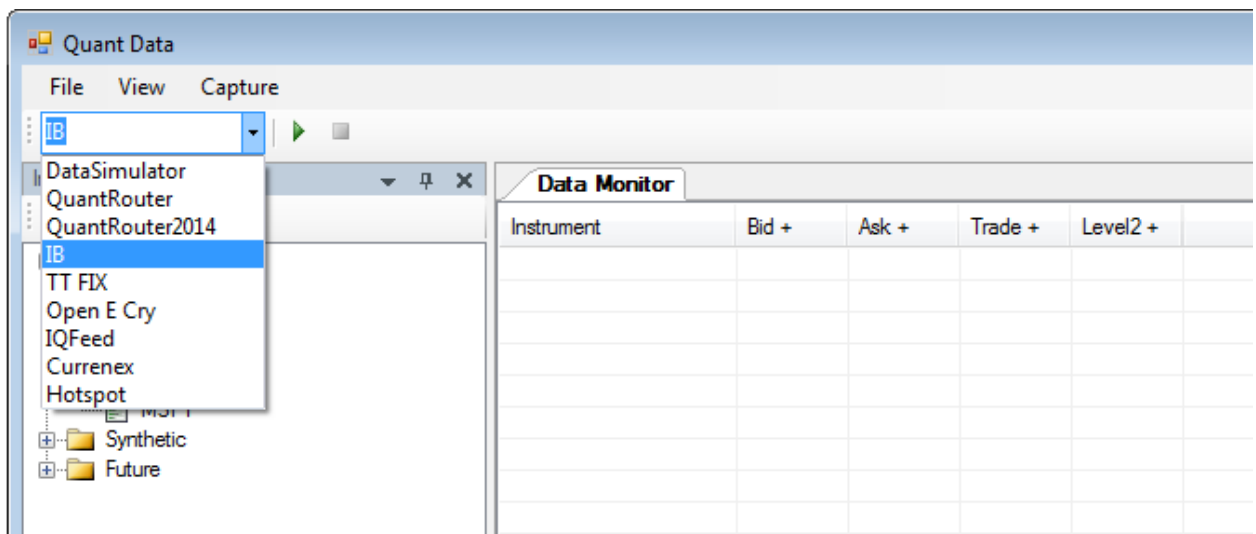 Quant Data
File View Capture
IB
DataSimulator
QuantRouter
QuantRouter2014
IB
TT FIX
Open E Cry
IQFeed
Currenex
Hotspot
Synthetic
Future
Data Monitor
Instrument Bid + Ask + Trade + Level2 +